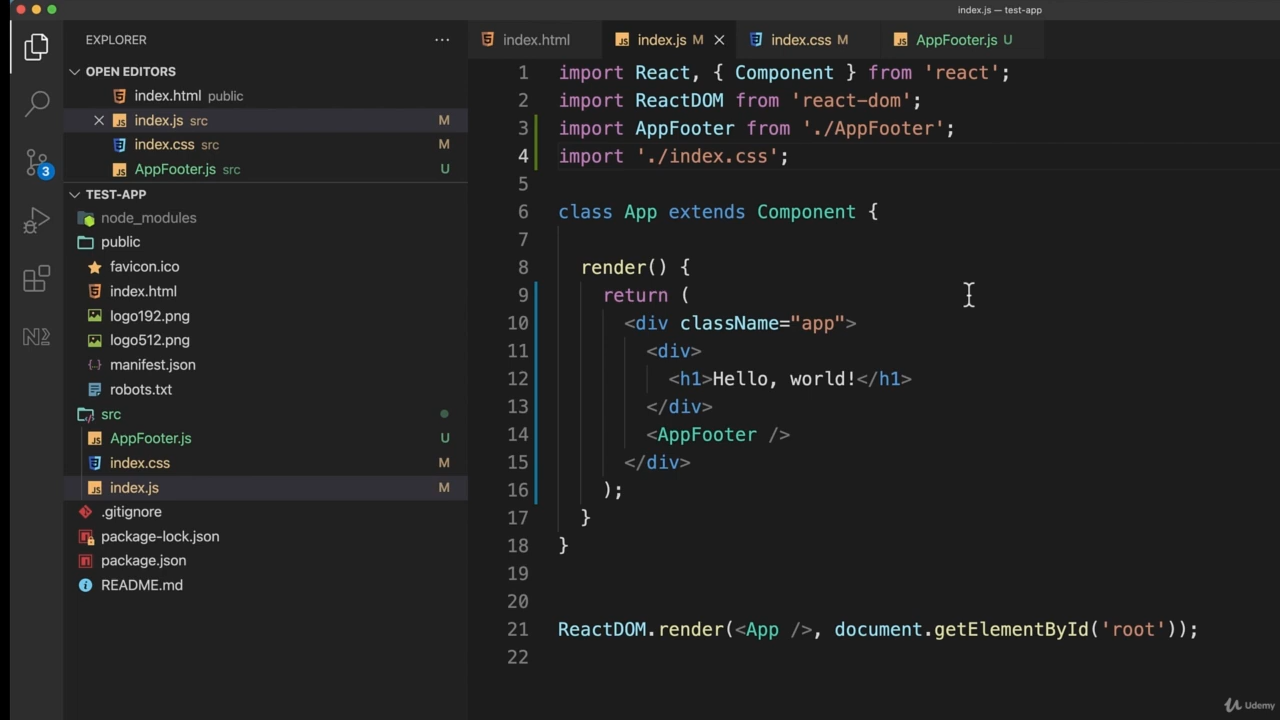 index.js — test-app
EXPLORER
OPEN EDITORS
index.html public
index.js src M
index.css src M
AppFooter.js src U
3
TEST-APP
node_modules
public
favicon.ico
index.html
logo192.png
logo512.png
manifest.json
robots.txt
src
AppFooter.js U
index.css M
index.js M
.gitignore
package-lock.json
package.json
README.md
index.html index.js M index.css M AppFooter.js U
1 import React, { Component } from 'react';
2 import ReactDOM from 'react-dom';
3 import AppFooter from './AppFooter';
4 import './index.css';
5
6 class App extends Component {
7
8 render() {
9 return (
10 <div className="app">
11 <div>
12 <h1>Hello, world!</h1>
13 </div>
14 <AppFooter />
15 </div>
16 );
17 }
18 }
19
20
21 ReactDOM.render(<App />, document.getElementById('root'));
22
Udemy